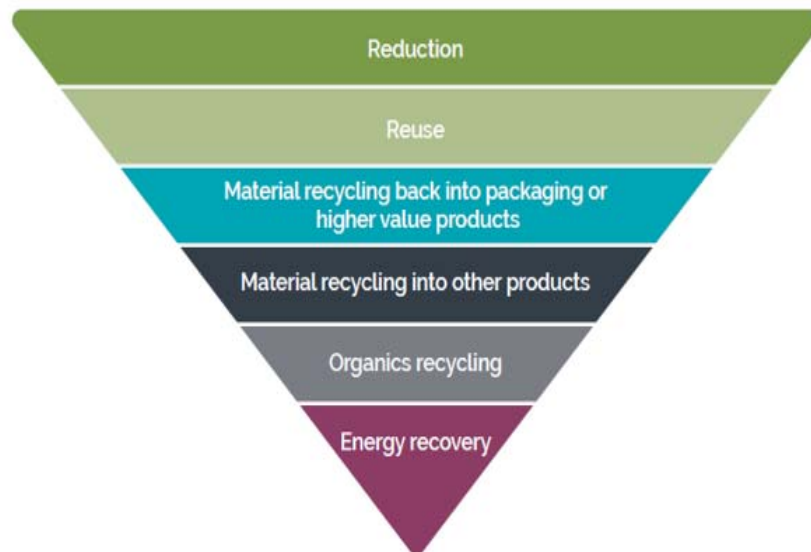 Reduction
Reuse
Material recycling back into packaging or
higher value products
Material recycling into other products
Organics recycling
Energy recovery